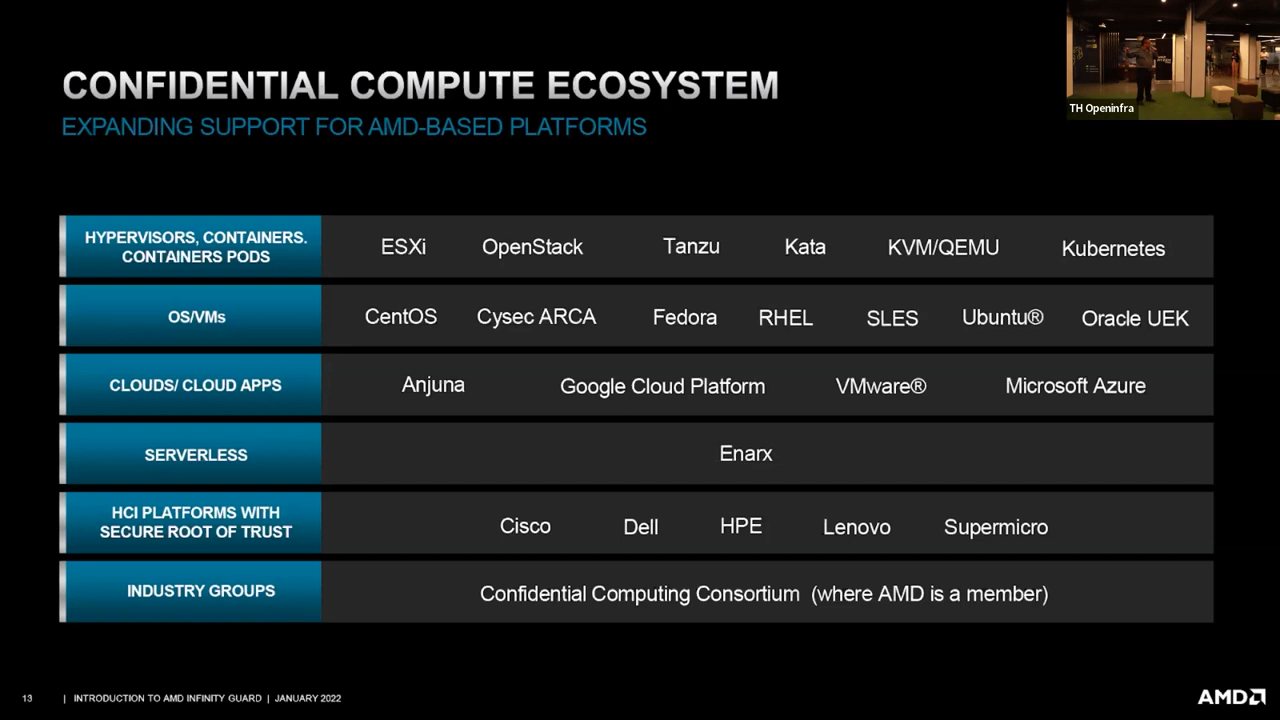 CONFIDENTIAL COMPUTE ECOSYSTEM
EXPANDING SUPPORT FOR AMD-BASED PLATFORMS
TH Openinfra
HYPERVISORS, CONTAINERS.
CONTAINERS PODS
ESXi OpenStack Tanzu Kata KVM/QEMU Kubernetes
OS/VMs
CentOS Cysec ARCA Fedora RHEL SLES Ubuntu® Oracle UEK
CLOUDS/ CLOUD APPS
Anjuna Google Cloud Platform VMware® Microsoft Azure
SERVERLESS
Enarx
HCI PLATFORMS WITH
SECURE ROOT OF TRUST
Cisco Dell HPE Lenovo Supermicro
INDUSTRY GROUPS
Confidential Computing Consortium (where AMD is a member)
13 | INTRODUCTION TO AMD INFINITY GUARD | JANUARY 2022
AMD